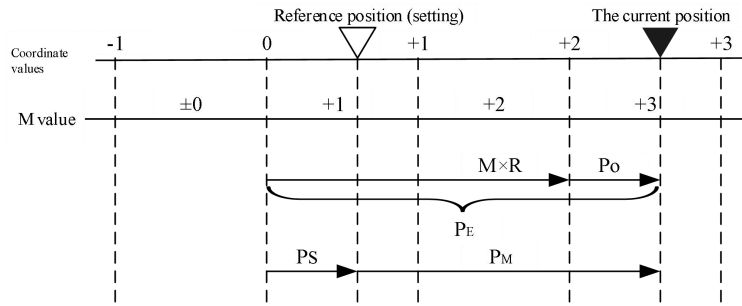 Reference position (setting) The current position
Coordinate values -1 0 +1 +2 +3
M value ±0 +1 +2 +3
M×R Po
PE
PS PM